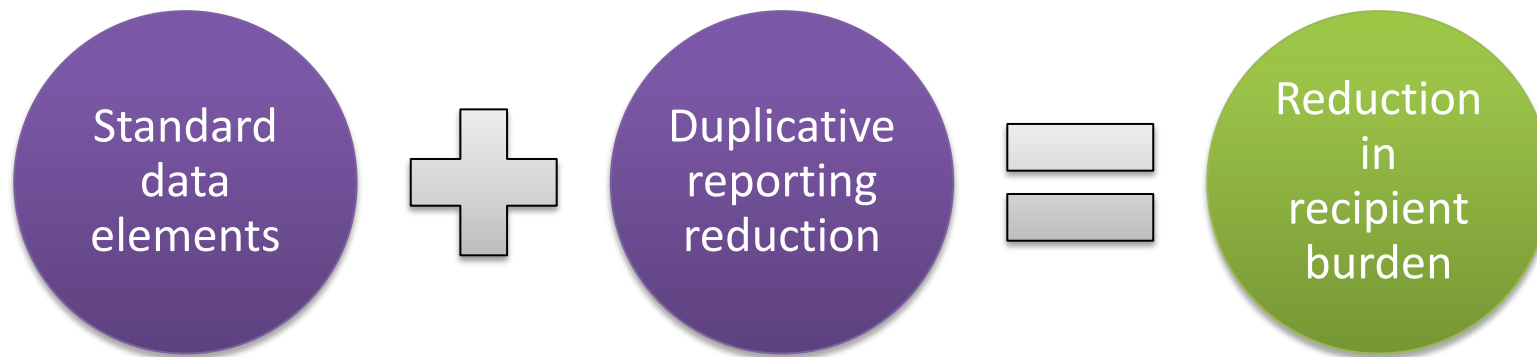 Standard
data
elements
Duplicative
reporting
reduction
Reduction
in
recipient
burden